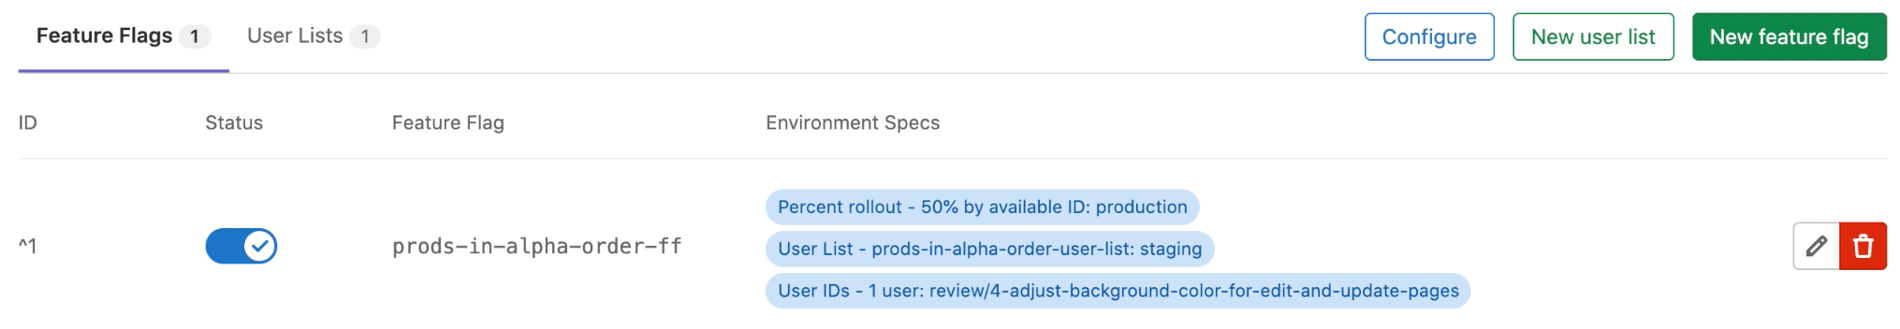 Feature Flags 1 User Lists 1 Configure New user list New feature flag
ID Status Feature Flag Environment Specs
Percent rollout - 50% by available ID: production
^1 prods-in-alpha-order-ff User List - prods-in-alpha-order-user-list: staging
User IDs - 1 user: review/4-adjust-background-color-for-edit-and-update-pages